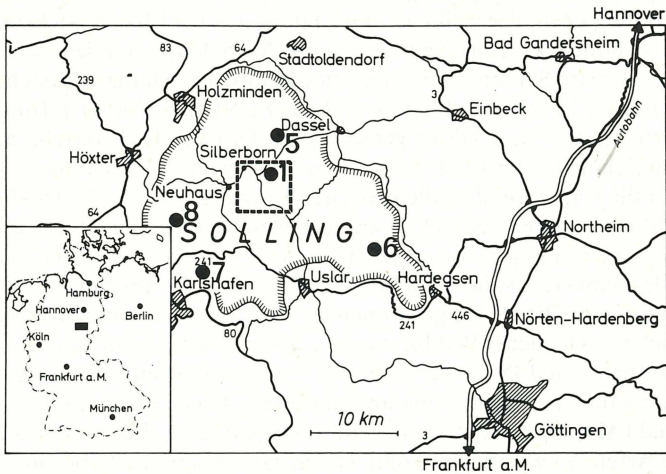 Hannover
83
64
Stadtoldendorf
Bad Gandersheim
239
Holzminden
3
Einbeck
Autobahn
Dassel
5
Silberborn
Höxter
1
Neuhaus
8
64
SOLLING
Northeim
6
241
7
Karlshafen
Uslar
Hardegsen
241
446
Nörten-Hardenberg
80
Hamburg
Hannover
Berlin
Köln
Frankfurt a.M.
München
10 km
3
Göttingen
Frankfurt a.M.